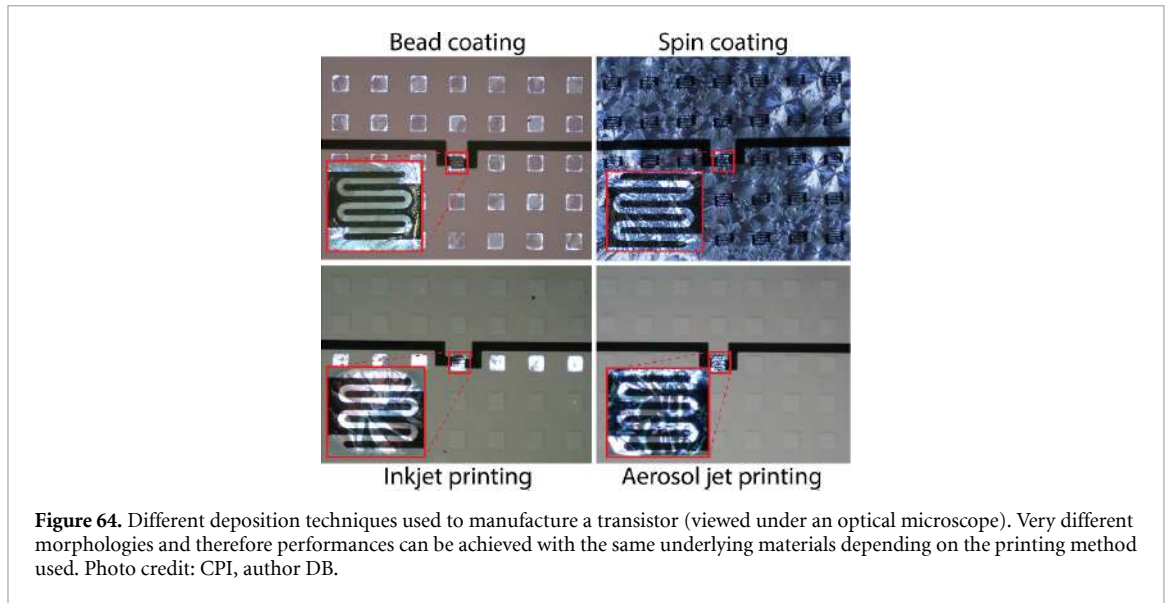 Bead coating
Spin coating
Inkjet printing
Aerosol jet printing
Figure 64. Different deposition techniques used to manufacture a transistor (viewed under an optical microscope). Very different
morphologies and therefore performances can be achieved with the same underlying materials depending on the printing method
used. Photo credit: CPI, author DB.